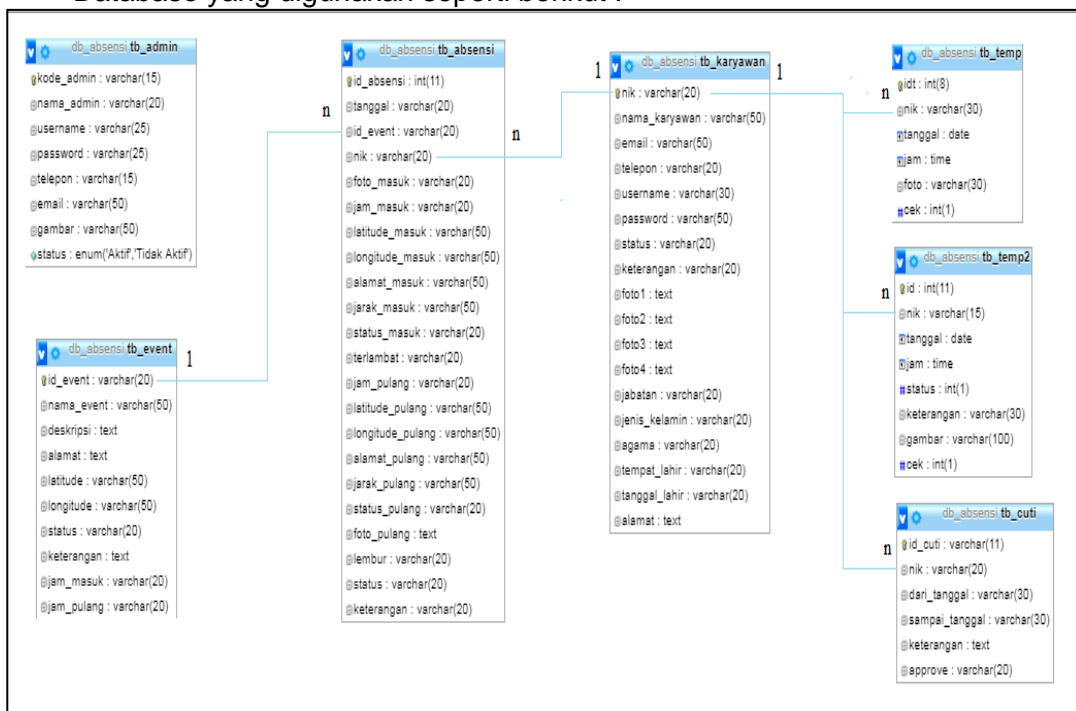 Database yang digunakan seperti berikut :
db_absensi tb_admin
kode_admin : varchar(15)
nama_admin : varchar(20)
username : varchar(25)
password : varchar(25)
telepon : varchar(15)
email : varchar(50)
gambar : varchar(50)
status : enum('Aktif','Tidak Aktif')
db_absensi tb_event
1
id_event : varchar(20)
nama_event : varchar(50)
deskripsi : text
alamat : text
latitude : varchar(50)
longitude : varchar(50)
status : varchar(20)
keterangan : text
jam_masuk : varchar(20)
jam_pulang : varchar(20)
db_absensi tb_absensi
id_absensi : int(11)
tanggal : varchar(20)
n
id_event : varchar(20)
n
nik : varchar(20)
foto_masuk : varchar(20)
jam_masuk : varchar(20)
latitude_masuk : varchar(50)
longitude_masuk : varchar(50)
alamat_masuk : varchar(50)
jarak_masuk : varchar(50)
status_masuk : varchar(20)
terlambat : varchar(20)
jam_pulang : varchar(20)
latitude_pulang : varchar(50)
longitude_pulang : varchar(50)
alamat_pulang : varchar(50)
jarak_pulang : varchar(50)
status_pulang : varchar(20)
foto_pulang : text
lembur : varchar(20)
status : varchar(20)
keterangan : varchar(20)
1
db_absensi tb_karyawan
1
nik : varchar(20)
nama_karyawan : varchar(50)
email : varchar(50)
telepon : varchar(20)
username : varchar(30)
password : varchar(50)
status : varchar(20)
keterangan : varchar(20)
foto1 : text
foto2 : text
foto3 : text
foto4 : text
jabatan : varchar(20)
jenis_kelamin : varchar(20)
agama : varchar(20)
tempat_lahir : varchar(20)
tanggal_lahir : varchar(20)
alamat : text
db_absensi tb_temp
idt : int(8)
n
nik : varchar(30)
tanggal : date
jam : time
foto : varchar(30)
cek : int(1)
db_absensi tb_temp2
n
id : int(11)
nik : varchar(15)
tanggal : date
jam : time
status : int(1)
keterangan : varchar(30)
gambar : varchar(100)
cek : int(1)
db_absensi tb_cuti
n
id_cuti : varchar(11)
nik : varchar(20)
dari_tanggal : varchar(30)
sampai_tanggal : varchar(30)
keterangan : text
approve : varchar(20)